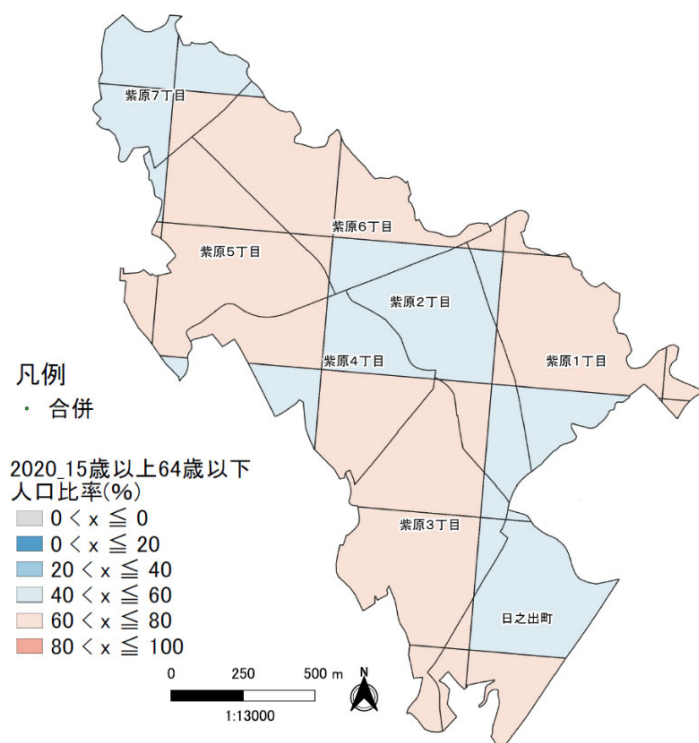 紫原7丁目
紫原6丁目
紫原5丁目
紫原2丁目
紫原4丁目
紫原1丁目
紫原3丁目
日之出町
凡例
合併
2020_15歳以上64歳以下
人口比率(%)
0 < x ≦ 0
0 < x ≦ 20
20 < x ≦ 40
40 < x ≦ 60
60 < x ≦ 80
80 < x ≦ 100
0 250 500 m
1:13000
N